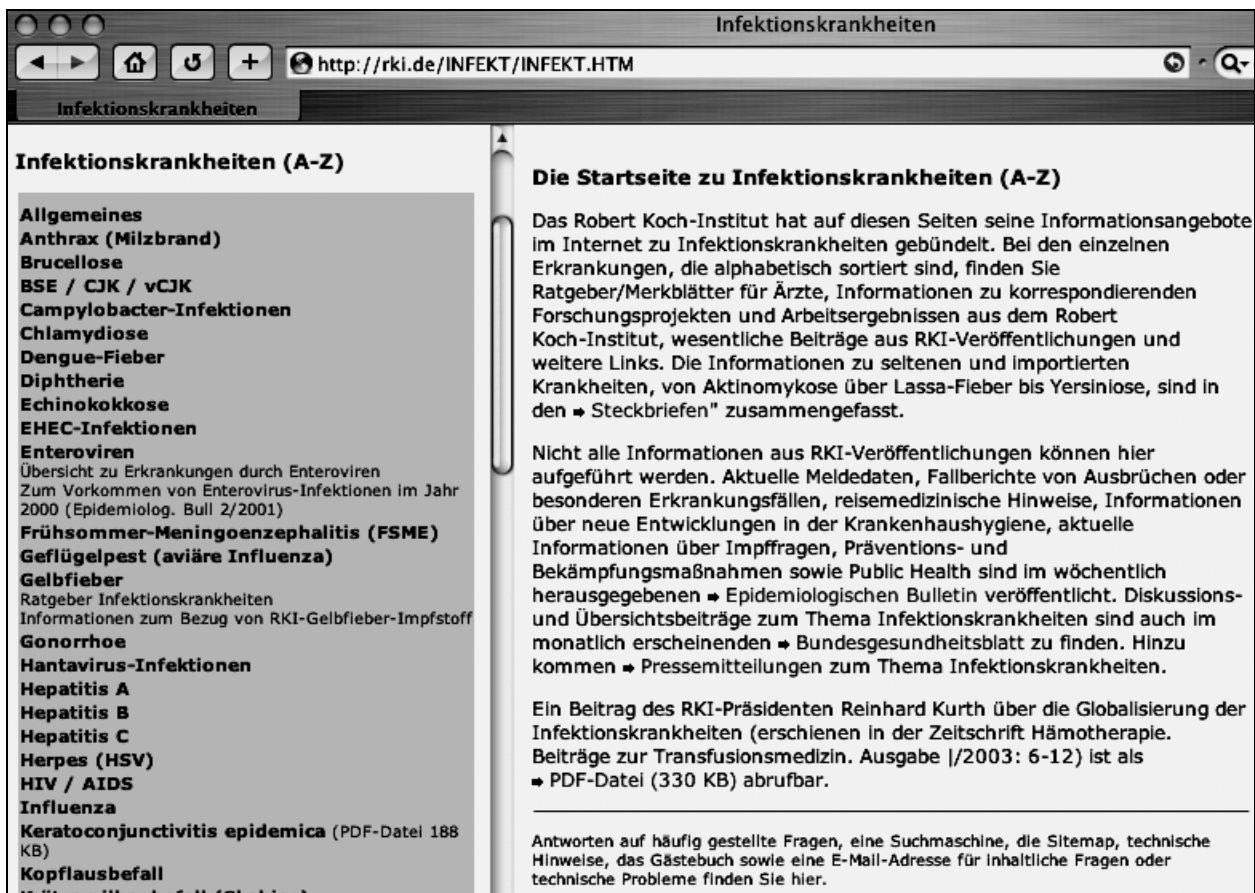 Infektionskrankheiten
http://rki.de/INFEKT/INFEKT.HTM
Infektionskrankheiten
Infektionskrankheiten (A-Z)
Allgemeines
Anthrax (Milzbrand)
Brucellose
BSE / CJK / vCJK
Campylobacter-Infektionen
Chlamydiose
Dengue-Fieber
Diphtherie
Echinokokkose
EHEC-Infektionen
Enteroviren
Übersicht zu Erkrankungen durch Enteroviren
Zum Vorkommen von Enterovirus-Infektionen im Jahr
2000 (Epidemiolog. Bull 2/2001)
Frühsommer-Meningoenzephalitis (FSME)
Geflügelpest (aviäre Influenza)
Gelbfieber
Ratgeber Infektionskrankheiten
Informationen zum Bezug von RKI-Gelbfieber-Impfstoff
Gonorrhoe
Hantavirus-Infektionen
Hepatitis A
Hepatitis B
Hepatitis C
Herpes (HSV)
HIV / AIDS
Influenza
Keratoconjunctivitis epidemica (PDF-Datei 188
KB)
Kopflausbefall
Die Startseite zu Infektionskrankheiten (A-Z)
Das Robert Koch-Institut hat auf diesen Seiten seine Informationsangebote
im Internet zu Infektionskrankheiten gebündelt. Bei den einzelnen
Erkrankungen, die alphabetisch sortiert sind, finden Sie
Ratgeber/Merkblätter für Ärzte, Informationen zu korrespondierenden
Forschungsprojekten und Arbeitsergebnissen aus dem Robert
Koch-Institut, wesentliche Beiträge aus RKI-Veröffentlichungen und
weitere Links. Die Informationen zu seltenen und importierten
Krankheiten, von Aktinomykose über Lassa-Fieber bis Yersiniose, sind in
den ➡ Steckbriefen" zusammengefasst.
Nicht alle Informationen aus RKI-Veröffentlichungen können hier
aufgeführt werden. Aktuelle Meldedaten, Fallberichte von Ausbrüchen oder
besonderen Erkrankungsfällen, reisemedizinische Hinweise, Informationen
über neue Entwicklungen in der Krankenhaushygiene, aktuelle
Informationen über Impffragen, Präventions- und
Bekämpfungsmaßnahmen sowie Public Health sind im wöchentlich
herausgegebenen ➡ Epidemiologischen Bulletin veröffentlicht. Diskussions-
und Übersichtsbeiträge zum Thema Infektionskrankheiten sind auch im
monatlich erscheinenden ➡ Bundesgesundheitsblatt zu finden. Hinzu
kommen ➡ Pressemitteilungen zum Thema Infektionskrankheiten.
Ein Beitrag des RKI-Präsidenten Reinhard Kurth über die Globalisierung der
Infektionskrankheiten (erschienen in der Zeitschrift Hämotherapie.
Beiträge zur Transfusionsmedizin. Ausgabe |/2003: 6-12) ist als
➡ PDF-Datei (330 KB) abrufbar.
Antworten auf häufig gestellte Fragen, eine Suchmaschine, die Sitemap, technische
Hinweise, das Gästebuch sowie eine E-Mail-Adresse für inhaltliche Fragen oder
technische Probleme finden Sie hier.